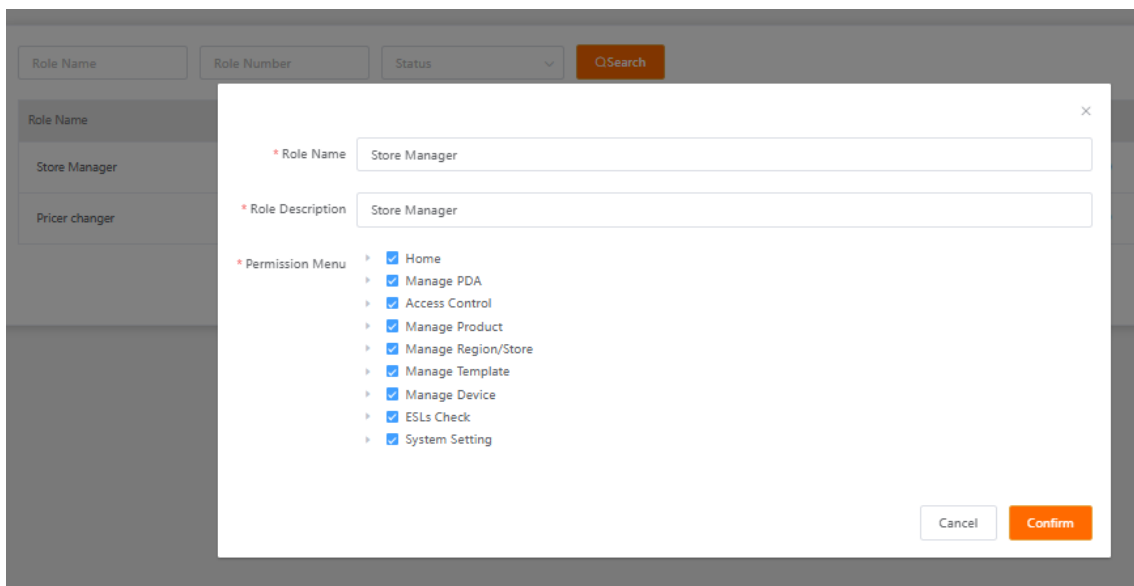 Role Name
Role Number
Status
Search
Role Name
Store Manager
Pricer changer
* Role Name
Store Manager
* Role Description
Store Manager
* Permission Menu
Home
Manage PDA
Access Control
Manage Product
Manage Region/Store
Manage Template
Manage Device
ESLs Check
System Setting
Cancel
Confirm